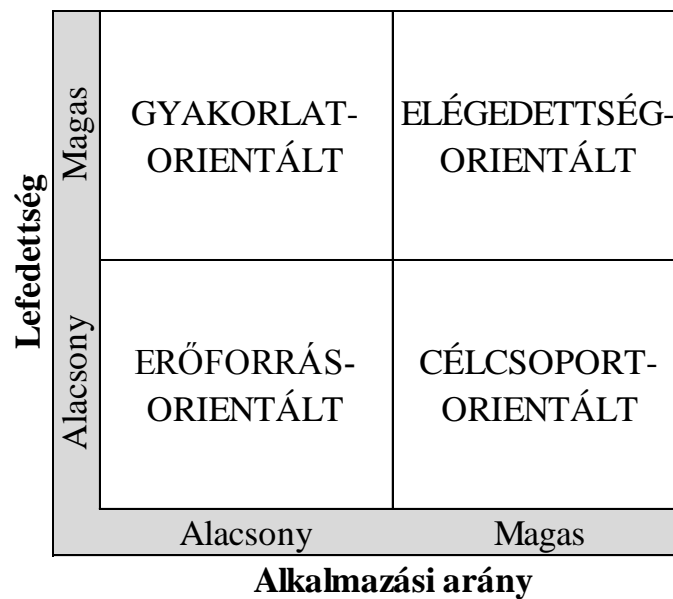 Lefedettség
Magas
Alacsony
GYAKORLAT-
ORIENTÁLT
ELÉGEDETTSÉG-
ORIENTÁLT
ERŐFORRÁS-
ORIENTÁLT
CÉLCSOPORT-
ORIENTÁLT
Alacsony
Magas
Alkalmazási arány